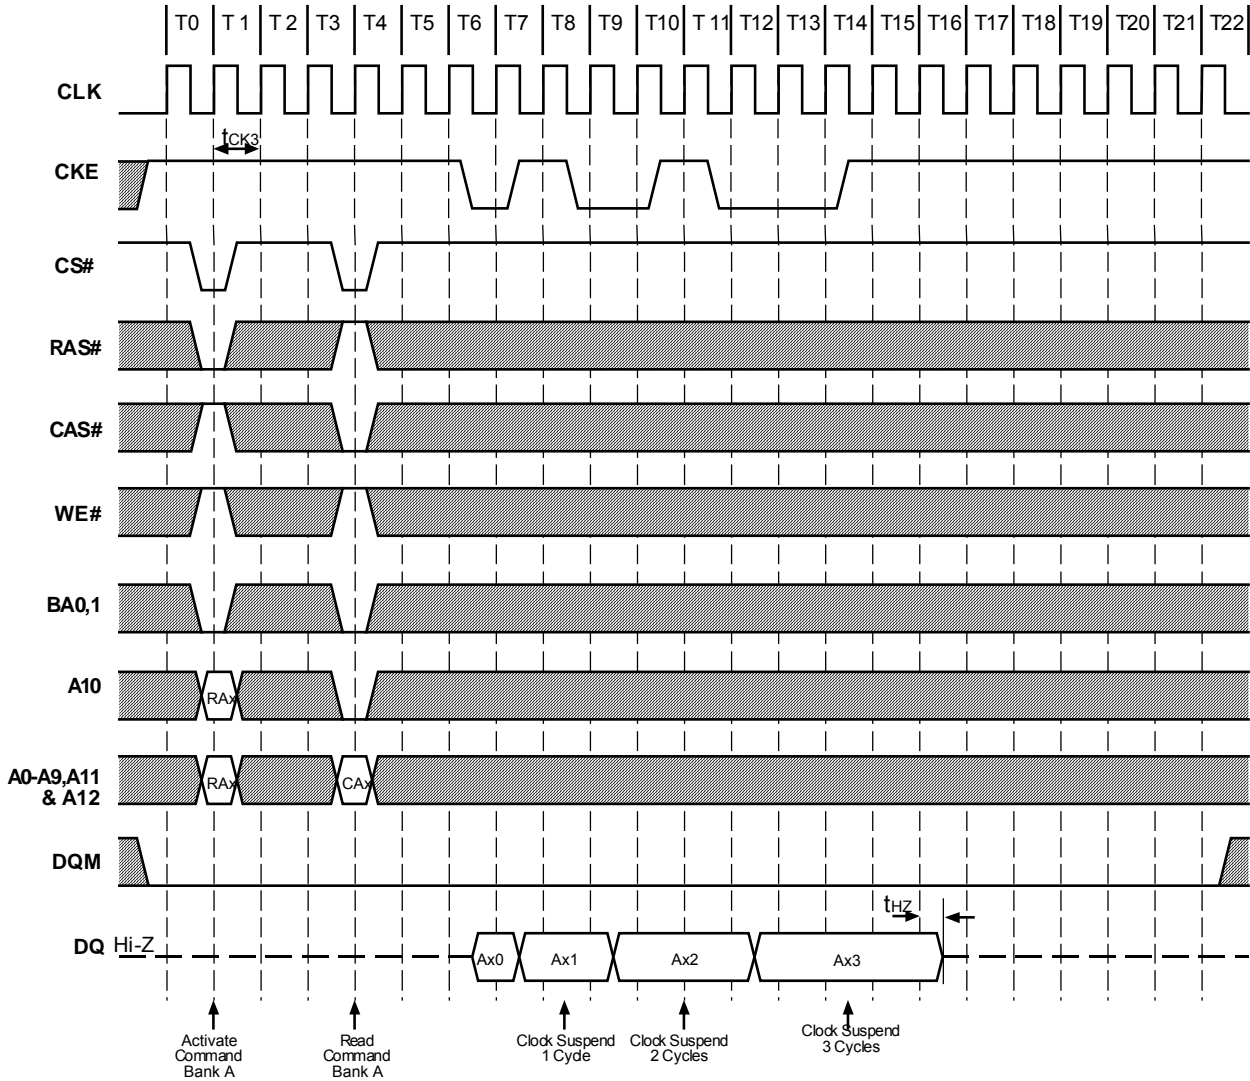 T0 T 1 T 2 T3 T4 T5 T6 T7 T8 T9 T10 T 11 T12 T13 T14 T15 T16 T17 T18 T19 T20 T21 T22
CLK
tCK3
CKE
CS#
RAS#
CAS#
WE#
BA0,1
A10
RAx
A0-A9,A11
& A12
RAx
CAx
DQM
tHZ
DQ Hi-Z
Ax0
Ax1
Ax2
Ax3
Activate
Command
Bank A
Read
Command
Bank A
Clock Suspend
1 Cycle
Clock Suspend
2 Cycles
Clock Suspend
3 Cycles